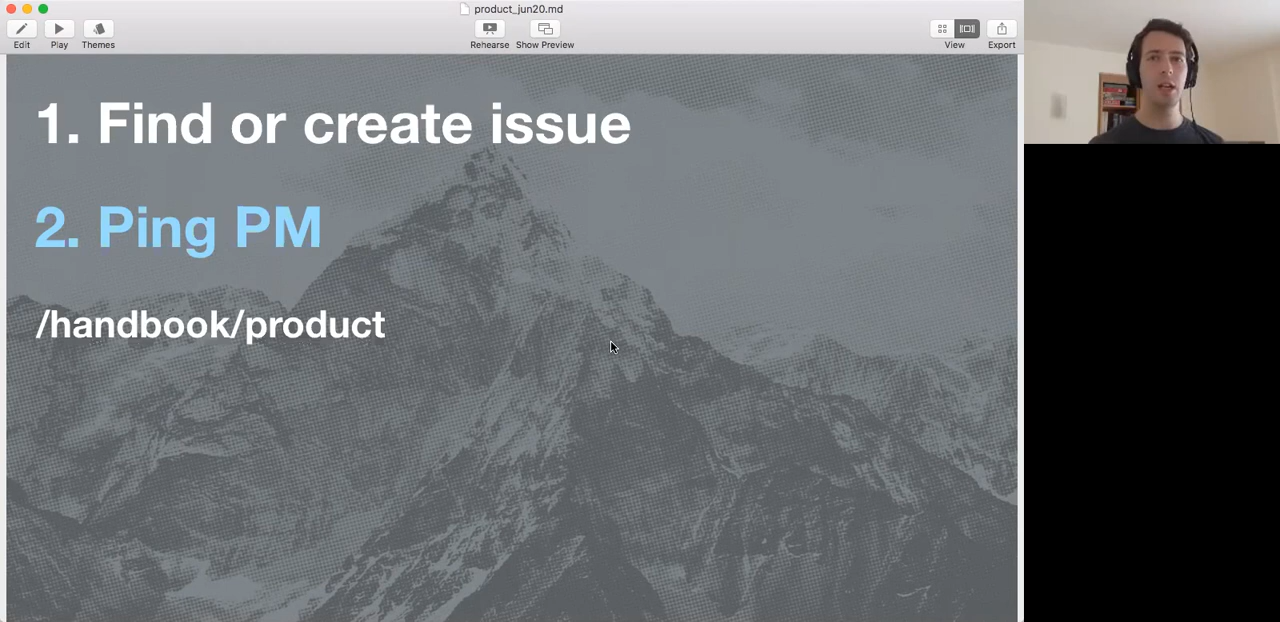 product_jun20.md
Edit
Play
Themes
Rehearse
Show Preview
View
Export
1. Find or create issue
2. Ping PM
/handbook/product